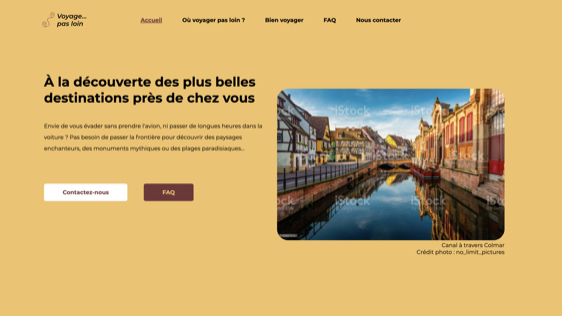 Voyage...
pas loin
Accueil
Où voyager pas loin ?
Bien voyager
FAQ
Nous contacter
À la découverte des plus belles
destinations près de chez vous
Envie de vous évader sans prendre l'avion, ni passer de longues heures dans la
voiture ? Pas besoin de passer la frontière pour découvrir des paysages
enchanteurs, des monuments mythiques ou des plages paradisiaques...
Contactez-nous
FAQ
iStock
iStock
iStock
iStock
Canal à travers Colmar
Crédit photo : no_limit_pictures